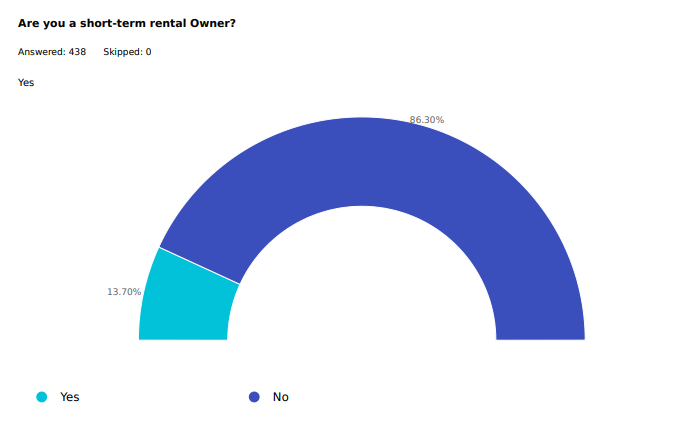 Are you a short-term rental Owner?
Answered: 438 Skipped: 0
Yes
86.30%
13.70%
Yes No